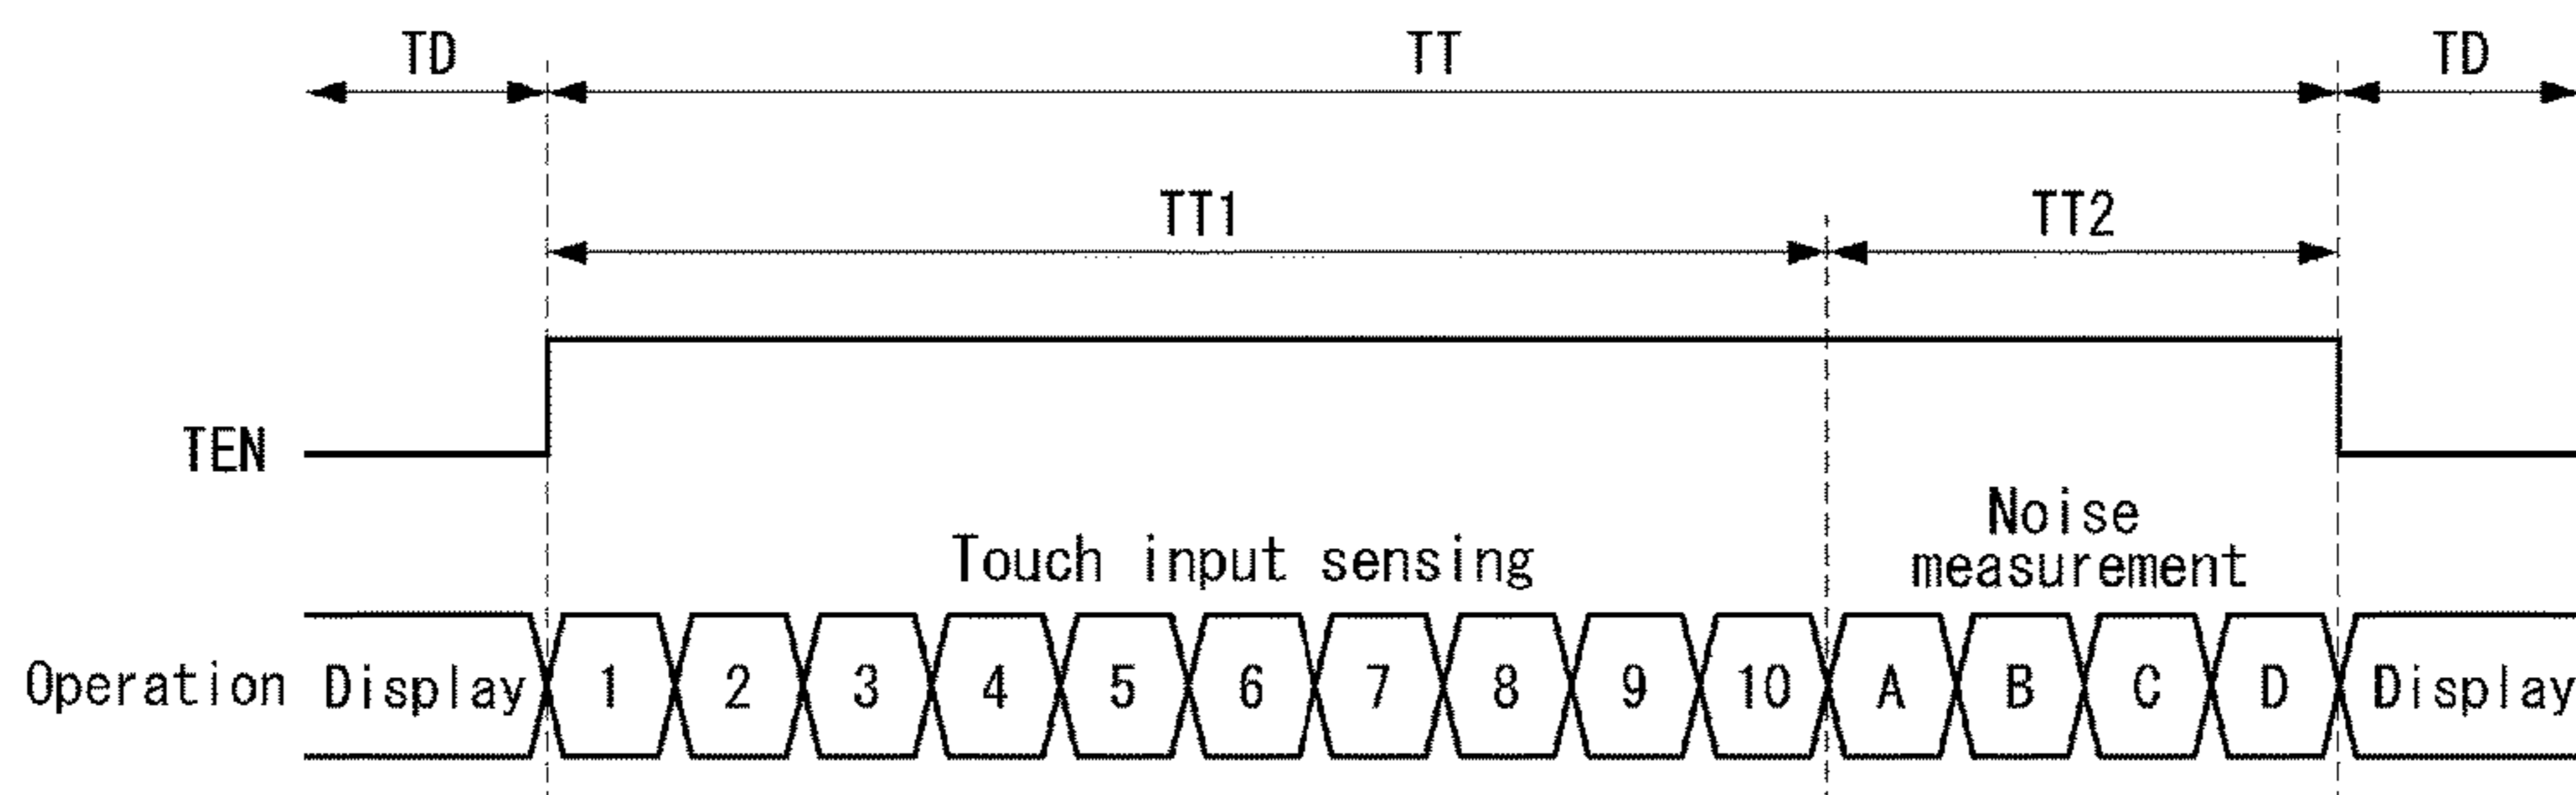 TD TT TD
TT1 TT2
TEN
Noise
Touch input sensing measurement
Operation Display 1 2 3 4 5 6 7 8 9 10 A B C D Display